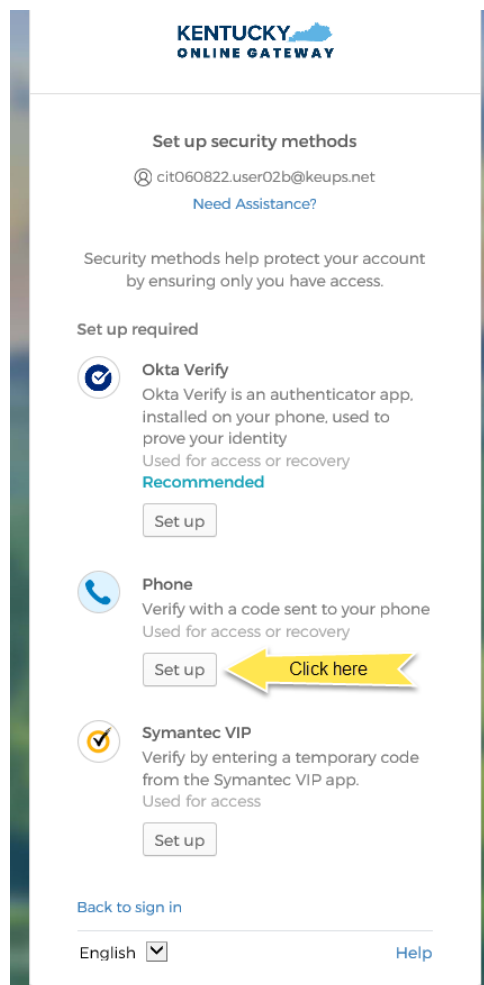 KENTUCKY
ONLINE GATEWAY
Set up security methods
cit060822.user02b@keups.net
Need Assistance?
Security methods help protect your account
by ensuring only you have access.
Set up required
Okta Verify
Okta Verify is an authenticator app,
installed on your phone, used to
prove your identity
Used for access or recovery
Recommended
Set up
Phone
Verify with a code sent to your phone
Used for access or recovery
Set up
Click here
Symantec VIP
Verify by entering a temporary code
from the Symantec VIP app.
Used for access
Set up
Back to sign in
English
Help